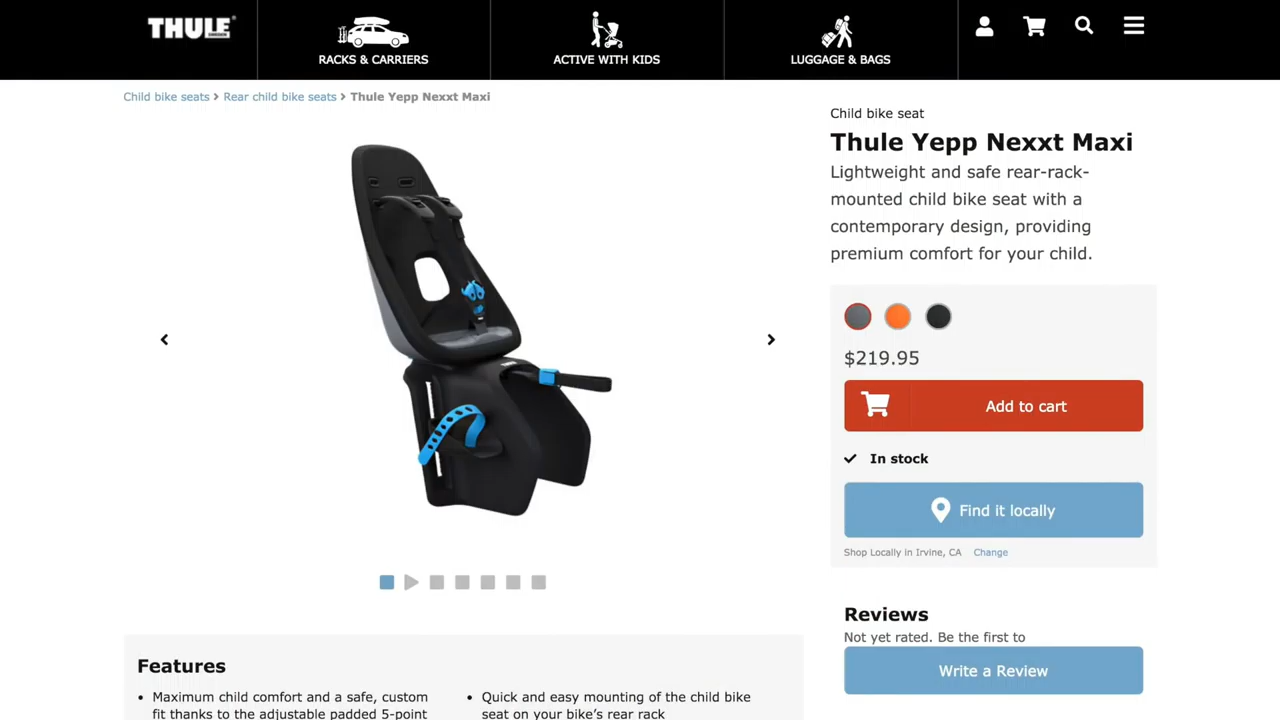 THULE
RACKS & CARRIERS
ACTIVE WITH KIDS
LUGGAGE & BAGS
Child bike seats > Rear child bike seats > Thule Yepp Nexxt Maxi
Child bike seat
Thule Yepp Nexxt Maxi
Lightweight and safe rear-rack-
mounted child bike seat with a
contemporary design, providing
premium comfort for your child.
$219.95
Add to cart
In stock
Find it locally
Shop Locally in Irvine, CA Change
Reviews
Not yet rated. Be the first to
Write a Review
Features
• Maximum child comfort and a safe, custom
fit thanks to the adjustable padded 5-point
• Quick and easy mounting of the child bike
seat on your bike's rear rack